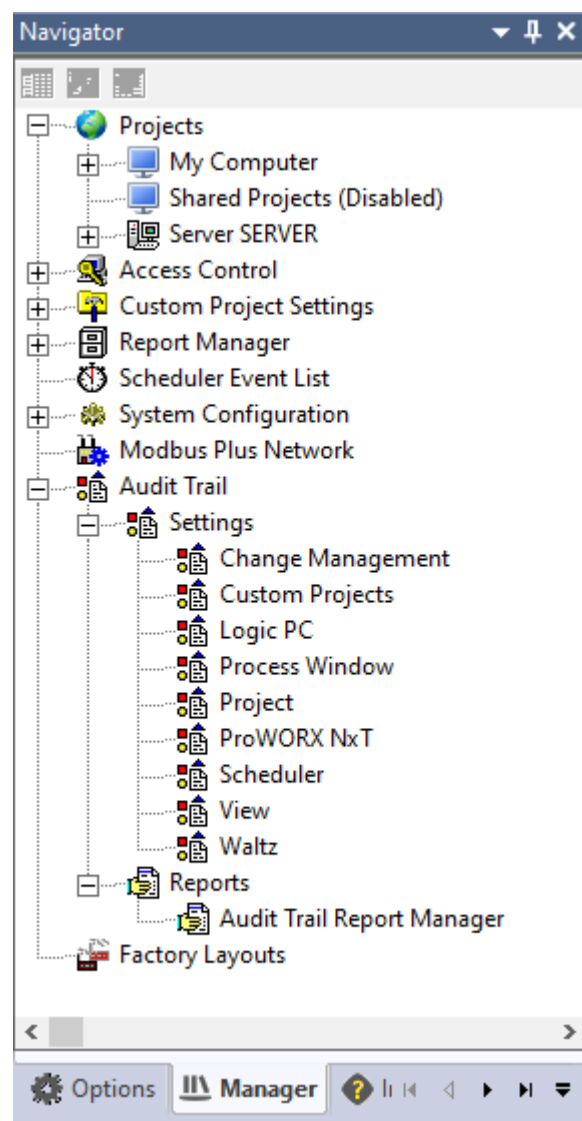 Navigator
Projects
My Computer
Shared Projects (Disabled)
Server SERVER
Access Control
Custom Project Settings
Report Manager
Scheduler Event List
System Configuration
Modbus Plus Network
Audit Trail
Settings
Change Management
Custom Projects
Logic PC
Process Window
Project
ProWORX NxT
Scheduler
View
Waltz
Reports
Audit Trail Report Manager
Factory Layouts
Options Manager